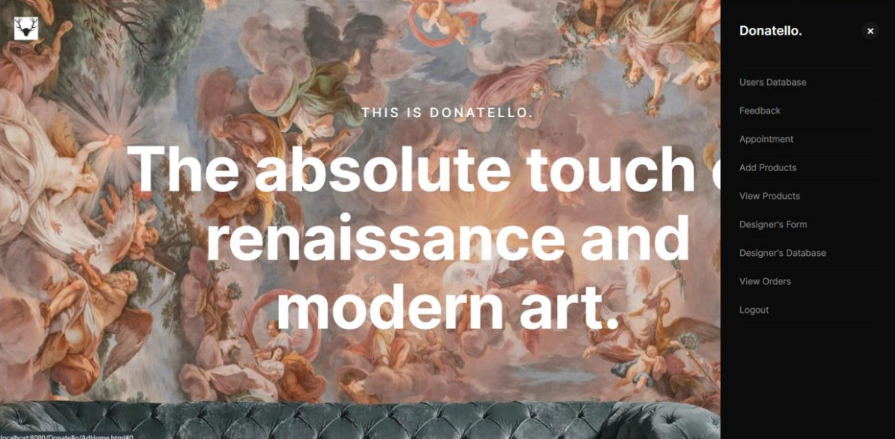 THIS IS DONATELLO.
The absolute touch
renaissance and
modern art.
Donatello.
Users Database
Feedback
Appointment
Add Products
View Products
Designer's Form
Designer's Database
View Orders
Logout
localhost:8080/Donatello/AdHome.html#0